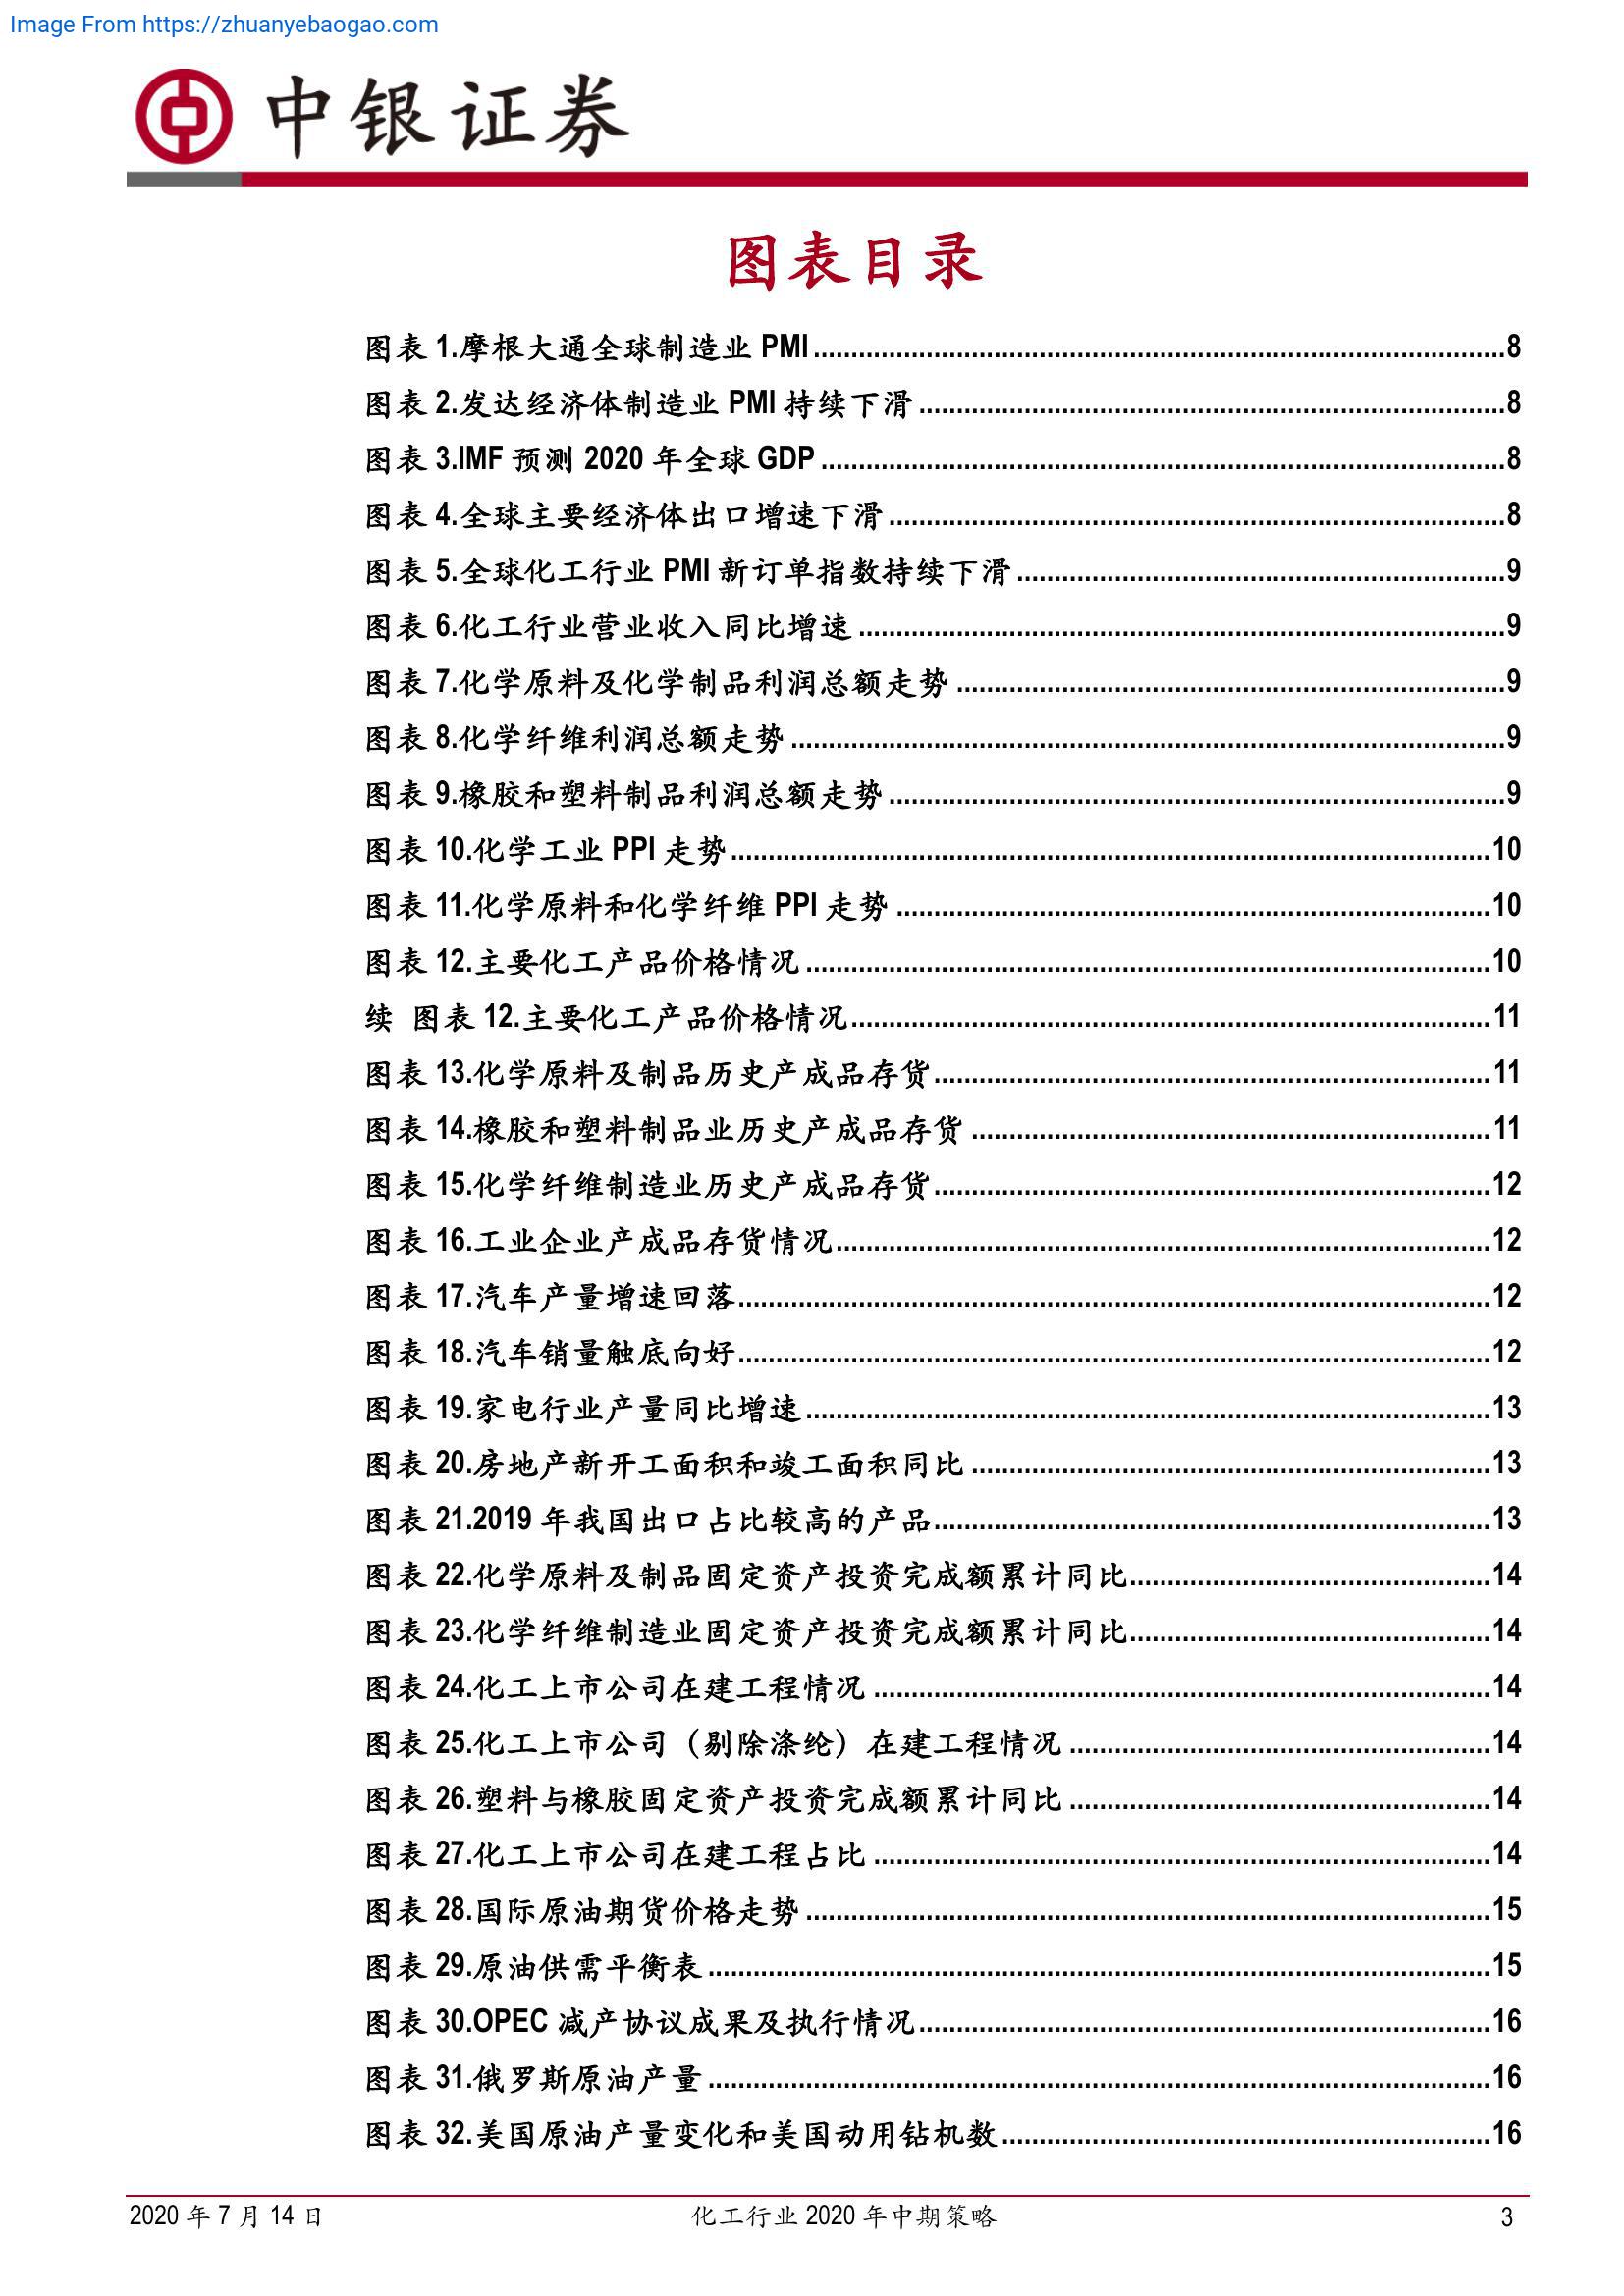 Image From https://zhuanyebaogao.com
中银证券
图表目录
图表 1.摩根大通全球制造业 PMI........8
图表 2.发达经济体制造业 PMI 持续下滑........8
图表 3.IMF 预测 2020 年全球 GDP........8
图表 4.全球主要经济体出口增速下滑........8
图表 5.全球化工行业 PMI 新订单指数持续下滑........9
图表 6.化工行业营业收入同比增速........9
图表 7.化学原料及化学制品利润总额走势........9
图表 8.化学纤维利润总额走势........9
图表 9.橡胶和塑料制品利润总额走势........9
图表 10.化学工业 PPI 走势........10
图表 11.化学原料和化学纤维 PPI 走势........10
图表 12.主要化工产品价格情况........10
续 图表 12.主要化工产品价格情况........11
图表 13.化学原料及制品历史产成品存货........11
图表 14.橡胶和塑料制品业历史产成品存货........11
图表 15.化学纤维制造业历史产成品存货........12
图表 16.工业企业产成品存货情况........12
图表 17.汽车产量增速回落........12
图表 18.汽车销量触底向好........12
图表 19.家电行业产量同比增速........13
图表 20.房地产新开工面积和竣工面积同比........13
图表 21.2019 年我国出口占比较高的产品........13
图表 22.化学原料及制品固定资产投资完成额累计同比........14
图表 23.化学纤维制造业固定资产投资完成额累计同比........14
图表 24.化工上市公司在建工程情况........14
图表 25.化工上市公司（剔除涤纶）在建工程情况........14
图表 26.塑料与橡胶固定资产投资完成额累计同比........14
图表 27.化工上市公司在建工程占比........14
图表 28.国际原油期货价格走势........15
图表 29.原油供需平衡表........15
图表 30.OPEC 减产协议成果及执行情况........16
图表 31.俄罗斯原油产量........16
图表 32.美国原油产量变化和美国动用钻机数........16
2020 年 7 月 14 日 化工行业 2020 年中期策略 3